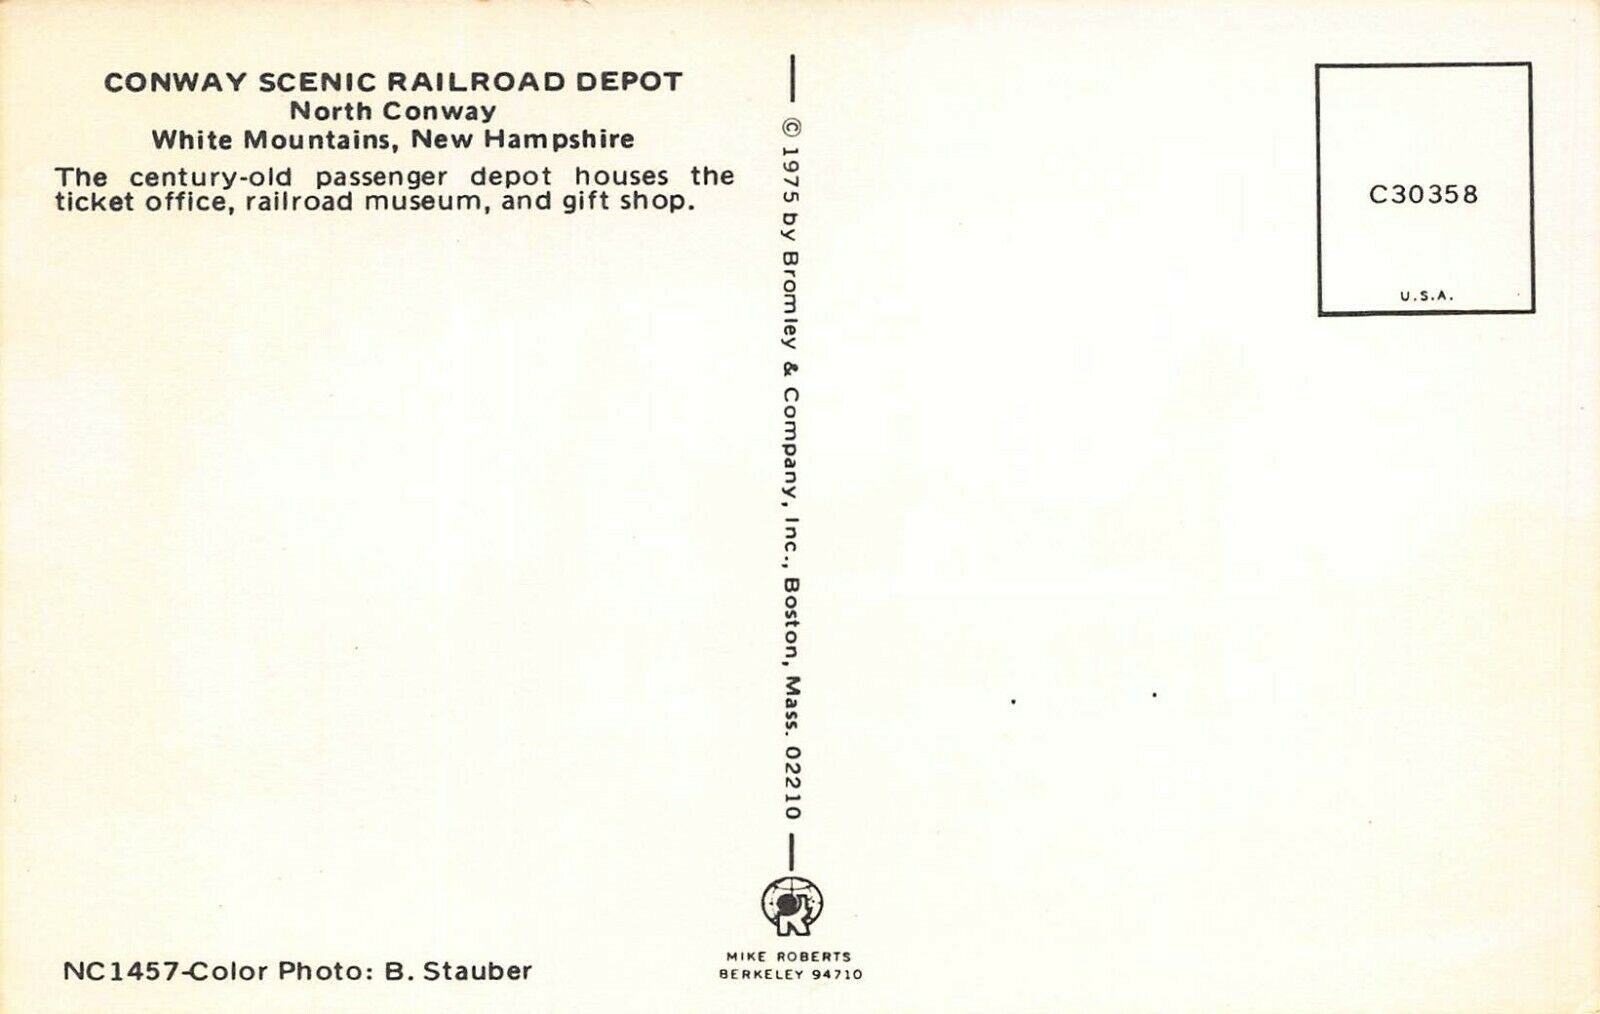 CONWAY SCENIC RAILROAD DEPOT
North Conway
White Mountains, New Hampshire
The century-old passenger depot houses the
ticket office, railroad museum, and gift shop.
NC1457-Color Photo: B. Stauber
© 1975 by Bromley & Company, Inc., Boston, Mass. 02210
R
MIKE ROBERTS
BERKELEY 94710
C30358
U.S.A.